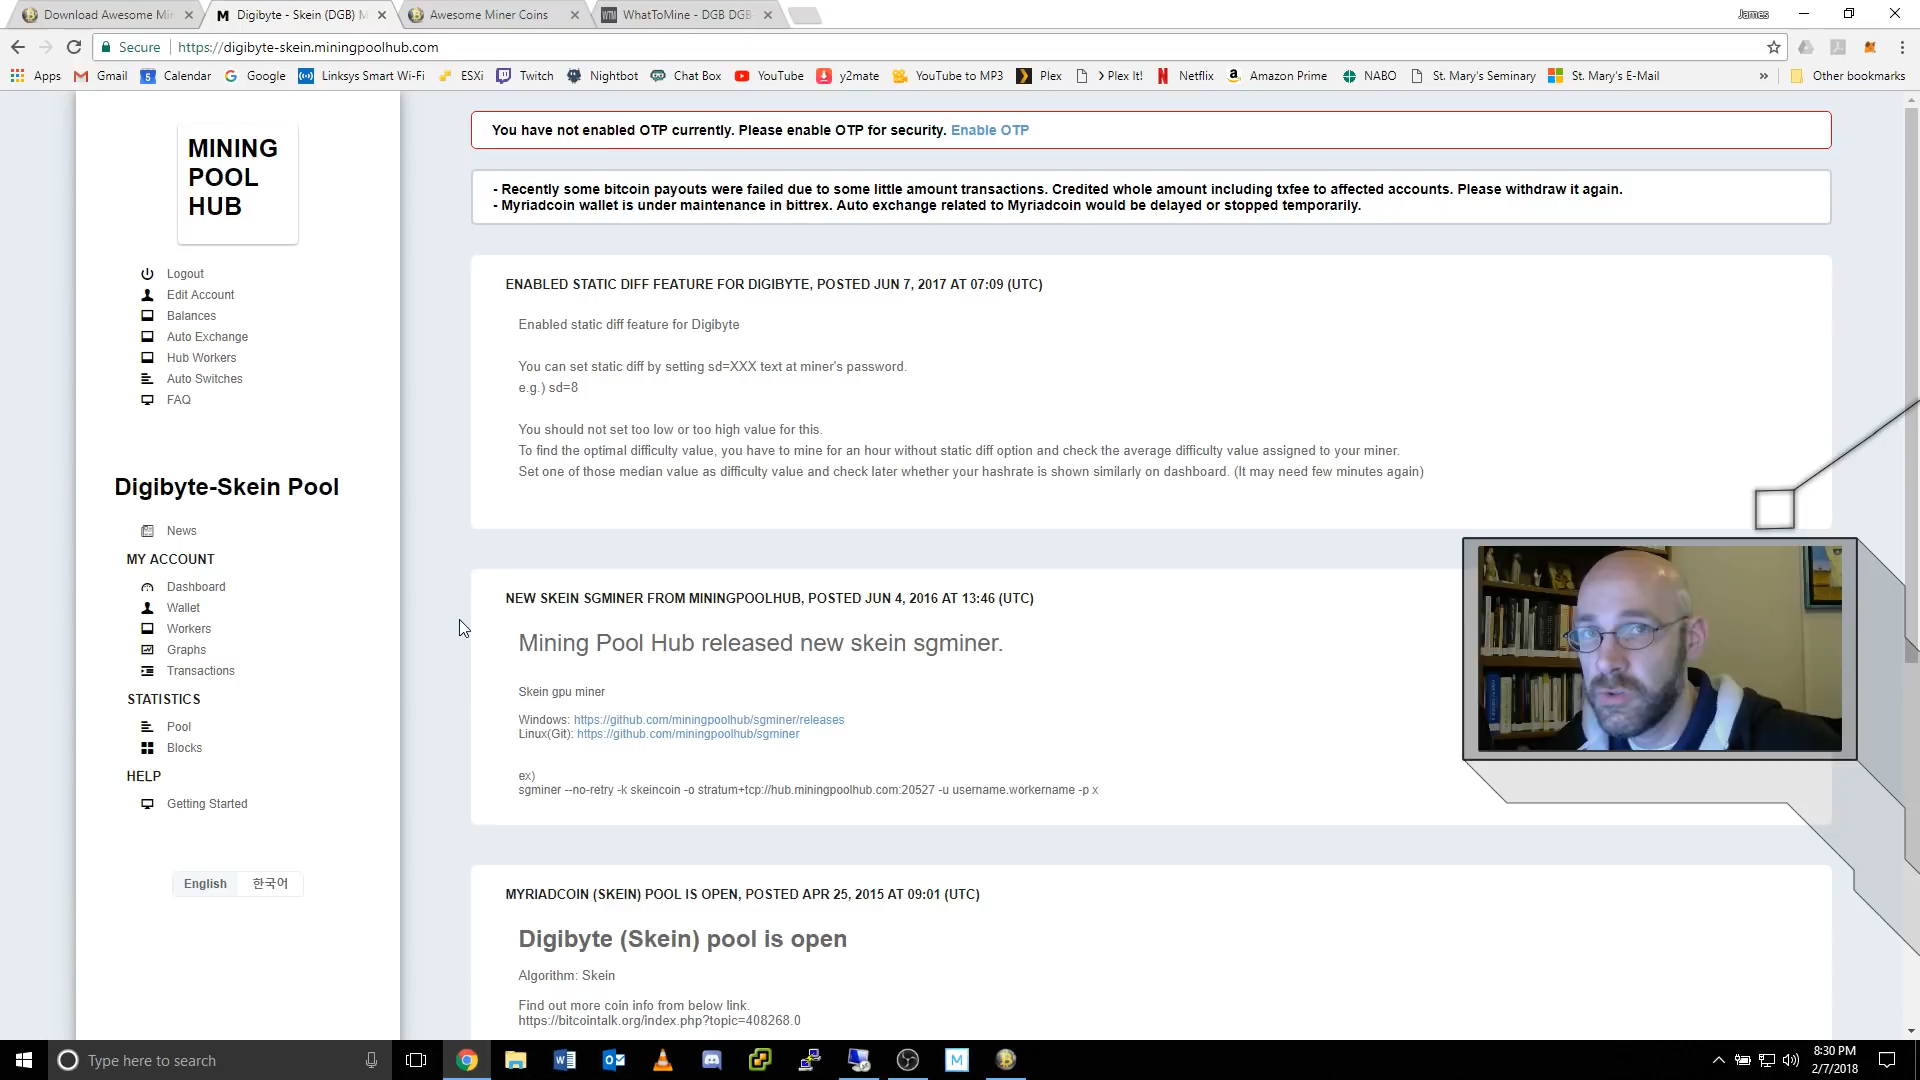 Download Awesome Mi
Digibyte - Skein (DGB) M
Awesome Miner Coins
WTM
WhatToMine - DGB DGB
James
Secure
https://digibyte-skein.miningpoolhub.com
Apps
Gmail
5
Calendar
Google
Linksys Smart Wi-Fi
ESXi
Twitch
Nightbot
Chat Box
YouTube
y2mate
YouTube to MP3
Plex
> Plex It!
Netflix
Amazon Prime
NABO
St. Mary's Seminary
St. Mary's E-Mail
»
Other bookmarks
MINING
POOL
HUB
Logout
Edit Account
Balances
Auto Exchange
Hub Workers
Auto Switches
FAQ
Digibyte-Skein Pool
News
MY ACCOUNT
Dashboard
Wallet
Workers
Graphs
Transactions
STATISTICS
Pool
Blocks
HELP
Getting Started
English
한국어
You have not enabled OTP currently. Please enable OTP for security. Enable OTP
- Recently some bitcoin payouts were failed due to some little amount transactions. Credited whole amount including txfee to affected accounts. Please withdraw it again.
- Myriadcoin wallet is under maintenance in bittrex. Auto exchange related to Myriadcoin would be delayed or stopped temporarily.
ENABLED STATIC DIFF FEATURE FOR DIGIBYTE, POSTED JUN 7, 2017 AT 07:09 (UTC)
Enabled static diff feature for Digibyte
You can set static diff by setting sd=XXX text at miner's password.
e.g.) sd=8
You should not set too low or too high value for this.
To find the optimal difficulty value, you have to mine for an hour without static diff option and check the average difficulty value assigned to your miner.
Set one of those median value as difficulty value and check later whether your hashrate is shown similarly on dashboard. (It may need few minutes again)
NEW SKEIN SGMINER FROM MININGPOOLHUB, POSTED JUN 4, 2016 AT 13:46 (UTC)
Mining Pool Hub released new skein sgminer.
Skein gpu miner
Windows: https://github.com/miningpoolhub/sgminer/releases
Linux(Git): https://github.com/miningpoolhub/sgminer
ex)
sgminer --no-retry -k skeincoin -o stratum+tcp://hub.miningpoolhub.com:20527 -u username.workername -p x
MYRIADCOIN (SKEIN) POOL IS OPEN, POSTED APR 25, 2015 AT 09:01 (UTC)
Digibyte (Skein) pool is open
Algorithm: Skein
Find out more coin info from below link.
https://bitcointalk.org/index.php?topic=408268.0
Type here to search
8:30 PM
2/7/2018